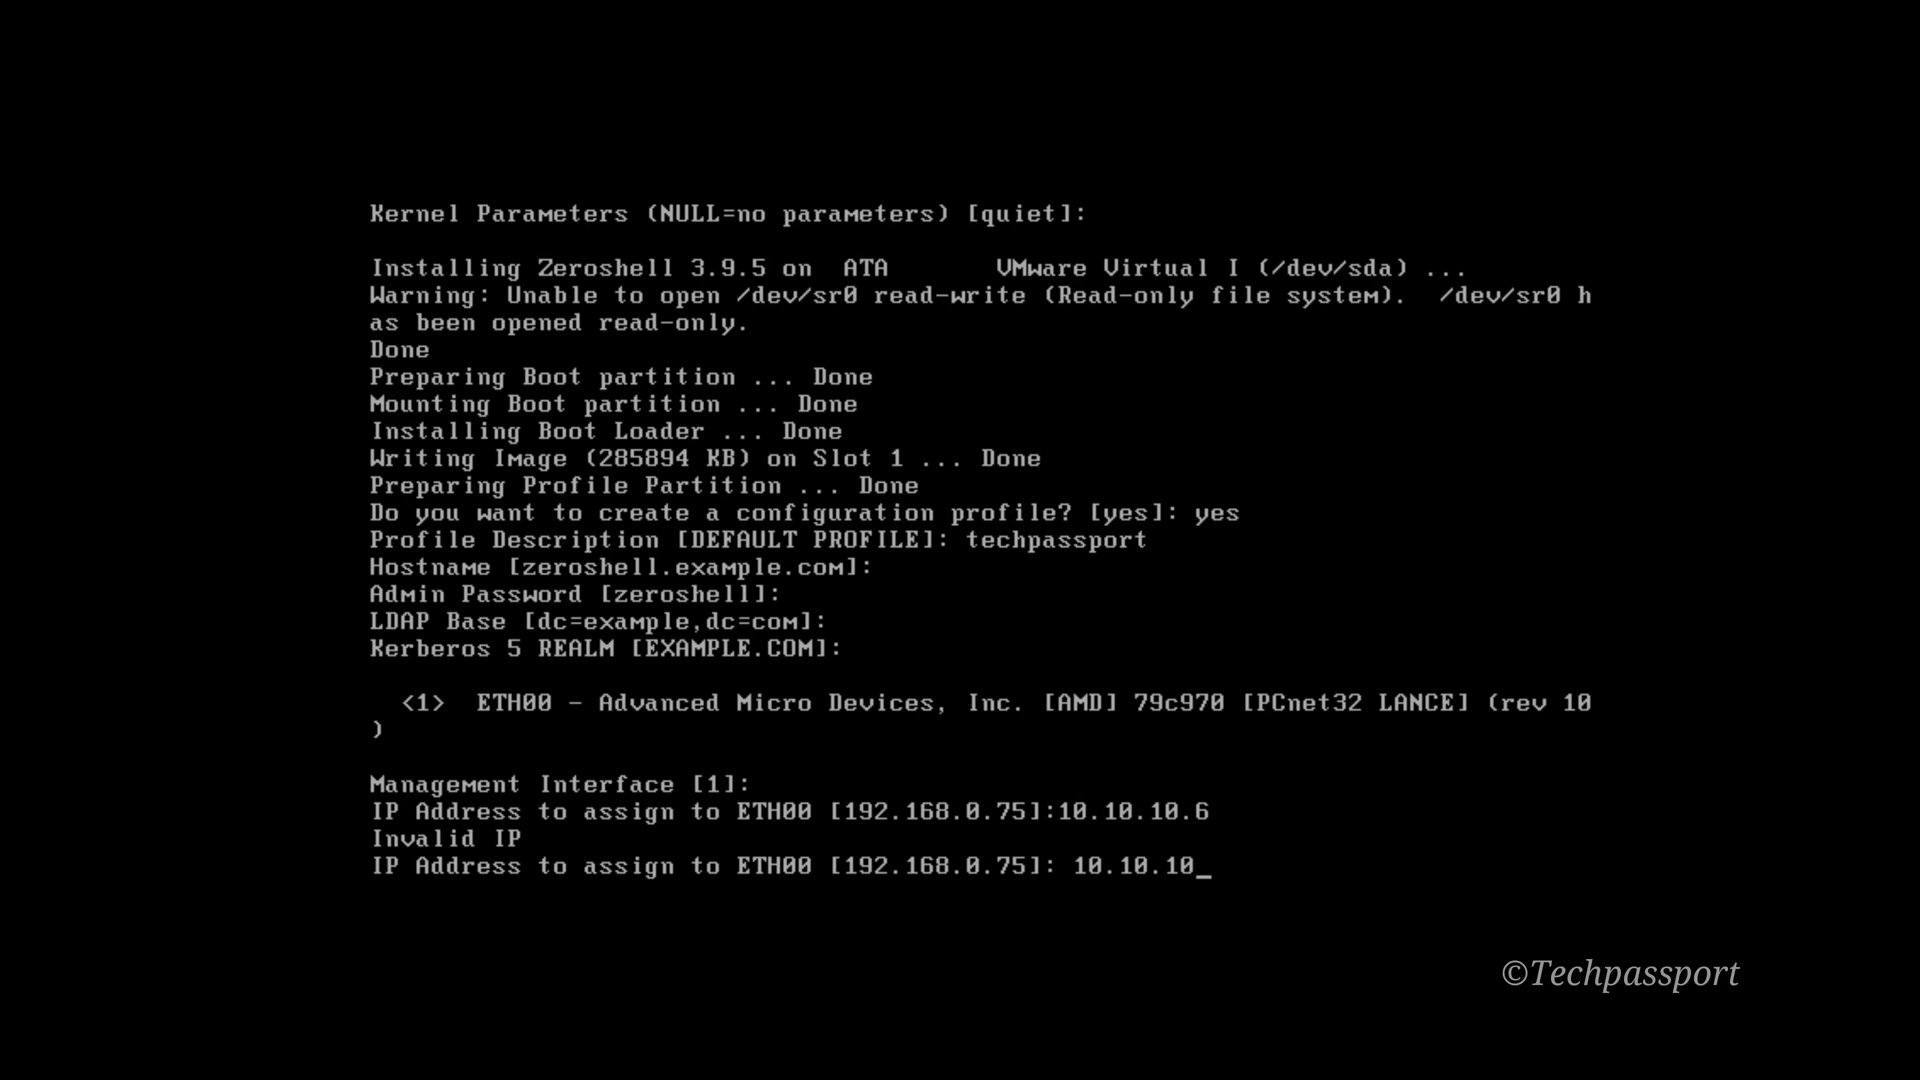 Kernel Parameters (NULL=no parameters) [quiet]:
Installing Zeroshell 3.9.5 on  ATA       VMware Virtual I (/dev/sda) ...
Warning: Unable to open /dev/sr0 read-write (Read-only file system).  /dev/sr0 h
as been opened read-only.
Done
Preparing Boot partition ... Done
Mounting Boot partition ... Done
Installing Boot Loader ... Done
Writing Image (285894 KB) on Slot 1 ... Done
Preparing Profile Partition ... Done
Do you want to create a configuration profile? [yes]: yes
Profile Description [DEFAULT PROFILE]: techpassport
Hostname [zeroshell.example.com]:
Admin Password [zeroshell]:
LDAP Base [dc=example,dc=com]:
Kerberos 5 REALM [EXAMPLE.COM]:
<1>  ETH00 - Advanced Micro Devices, Inc. [AMD] 79c970 [PCnet32 LANCE] (rev 10
)
Management Interface [1]:
IP Address to assign to ETH00 [192.168.0.75]:10.10.10.6
Invalid IP
IP Address to assign to ETH00 [192.168.0.75]: 10.10.10_
©Techpassport